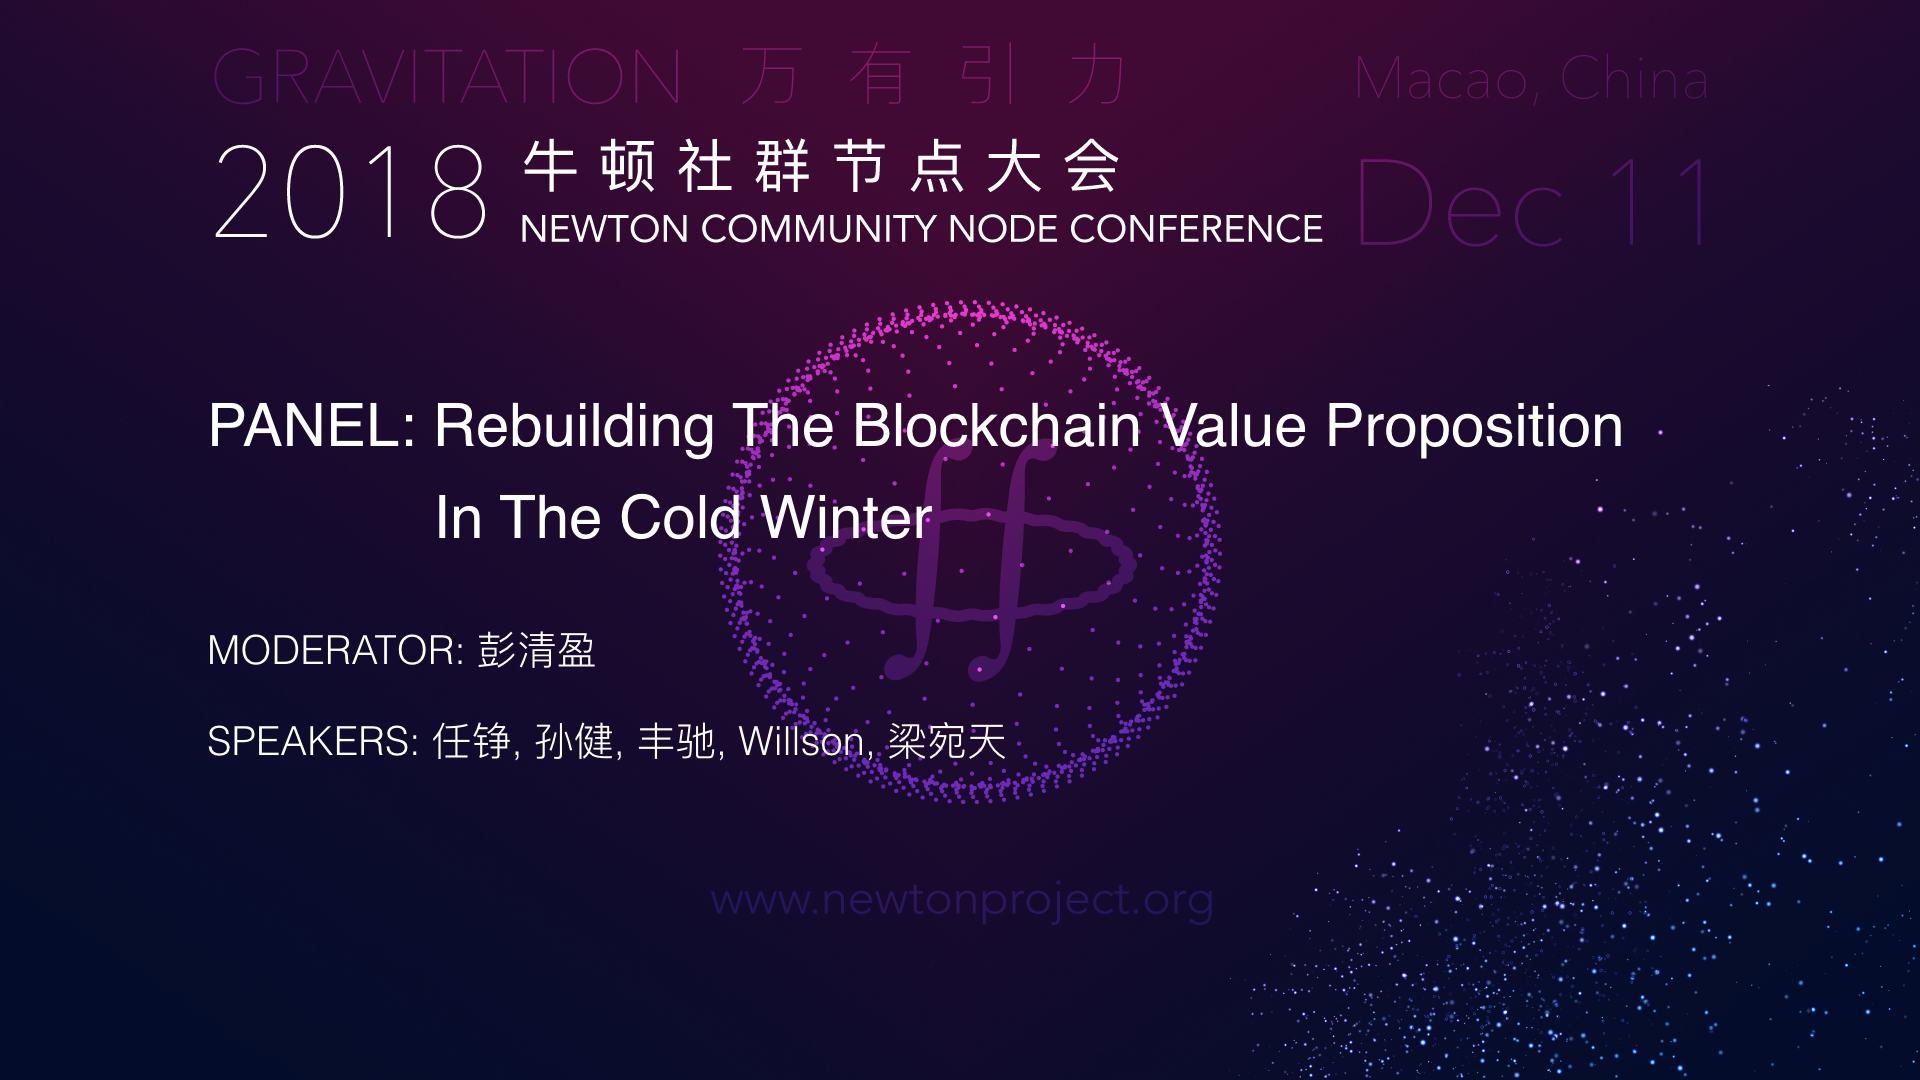 GRAVITATION 万有引力
Macao, China
2018 牛顿社群节点大会
NEWTON COMMUNITY NODE CONFERENCE
Dec 11
PANEL: Rebuilding The Blockchain Value Proposition
In The Cold Winter
MODERATOR: 彭清盈
SPEAKERS: 任铮, 孙健, 丰驰, Willson, 梁宛天
www.newtonproject.org